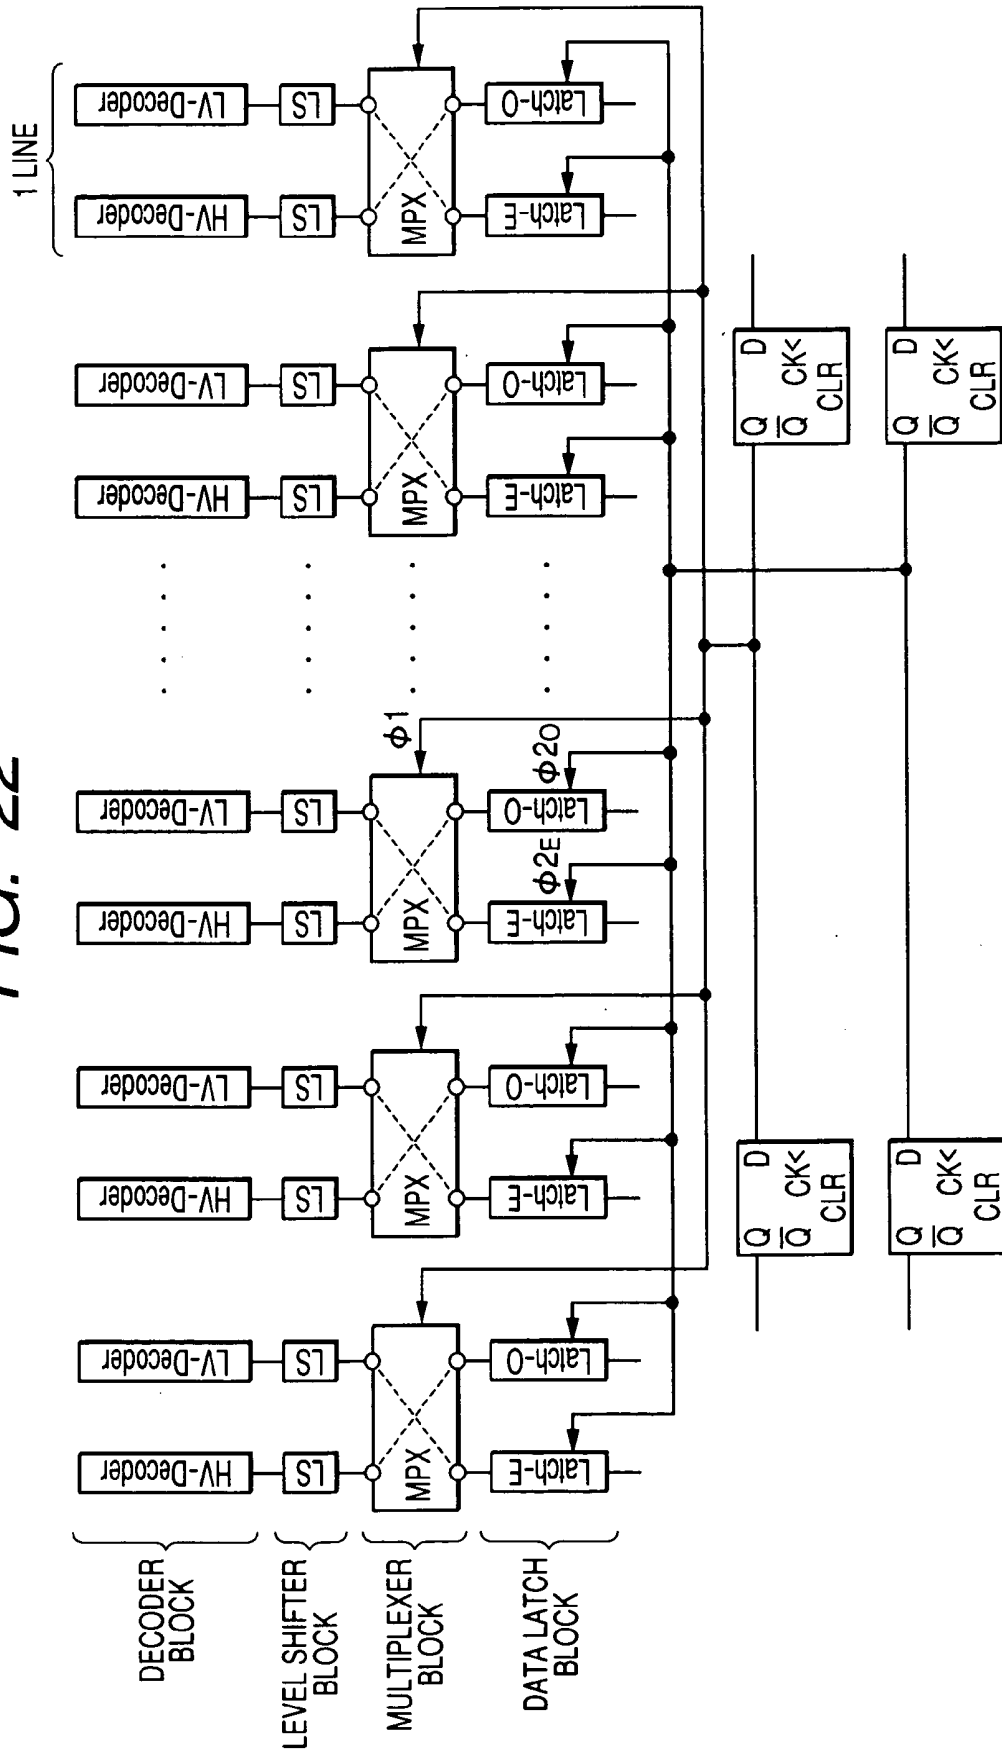 FIG. 22
1 LINE
DECODER
BLOCK
HV-Decoder
LV-Decoder
HV-Decoder
LV-Decoder
HV-Decoder
LV-Decoder
HV-Decoder
LV-Decoder
HV-Decoder
LV-Decoder
LEVEL SHIFTER
BLOCK
LS
LS
LS
LS
LS
LS
LS
LS
LS
LS
MULTIPLEXER
BLOCK
MPX
MPX
MPX
ϕ1
MPX
MPX
DATA LATCH
BLOCK
Latch-E
Latch-O
Latch-E
Latch-O
ϕ2E
Latch-E
ϕ2O
Latch-O
Latch-E
Latch-O
Latch-E
Latch-O
Q D
Q̅ CK<
CLR
Q D
Q̅ CK<
CLR
Q D
Q̅ CK<
CLR
Q D
Q̅ CK<
CLR